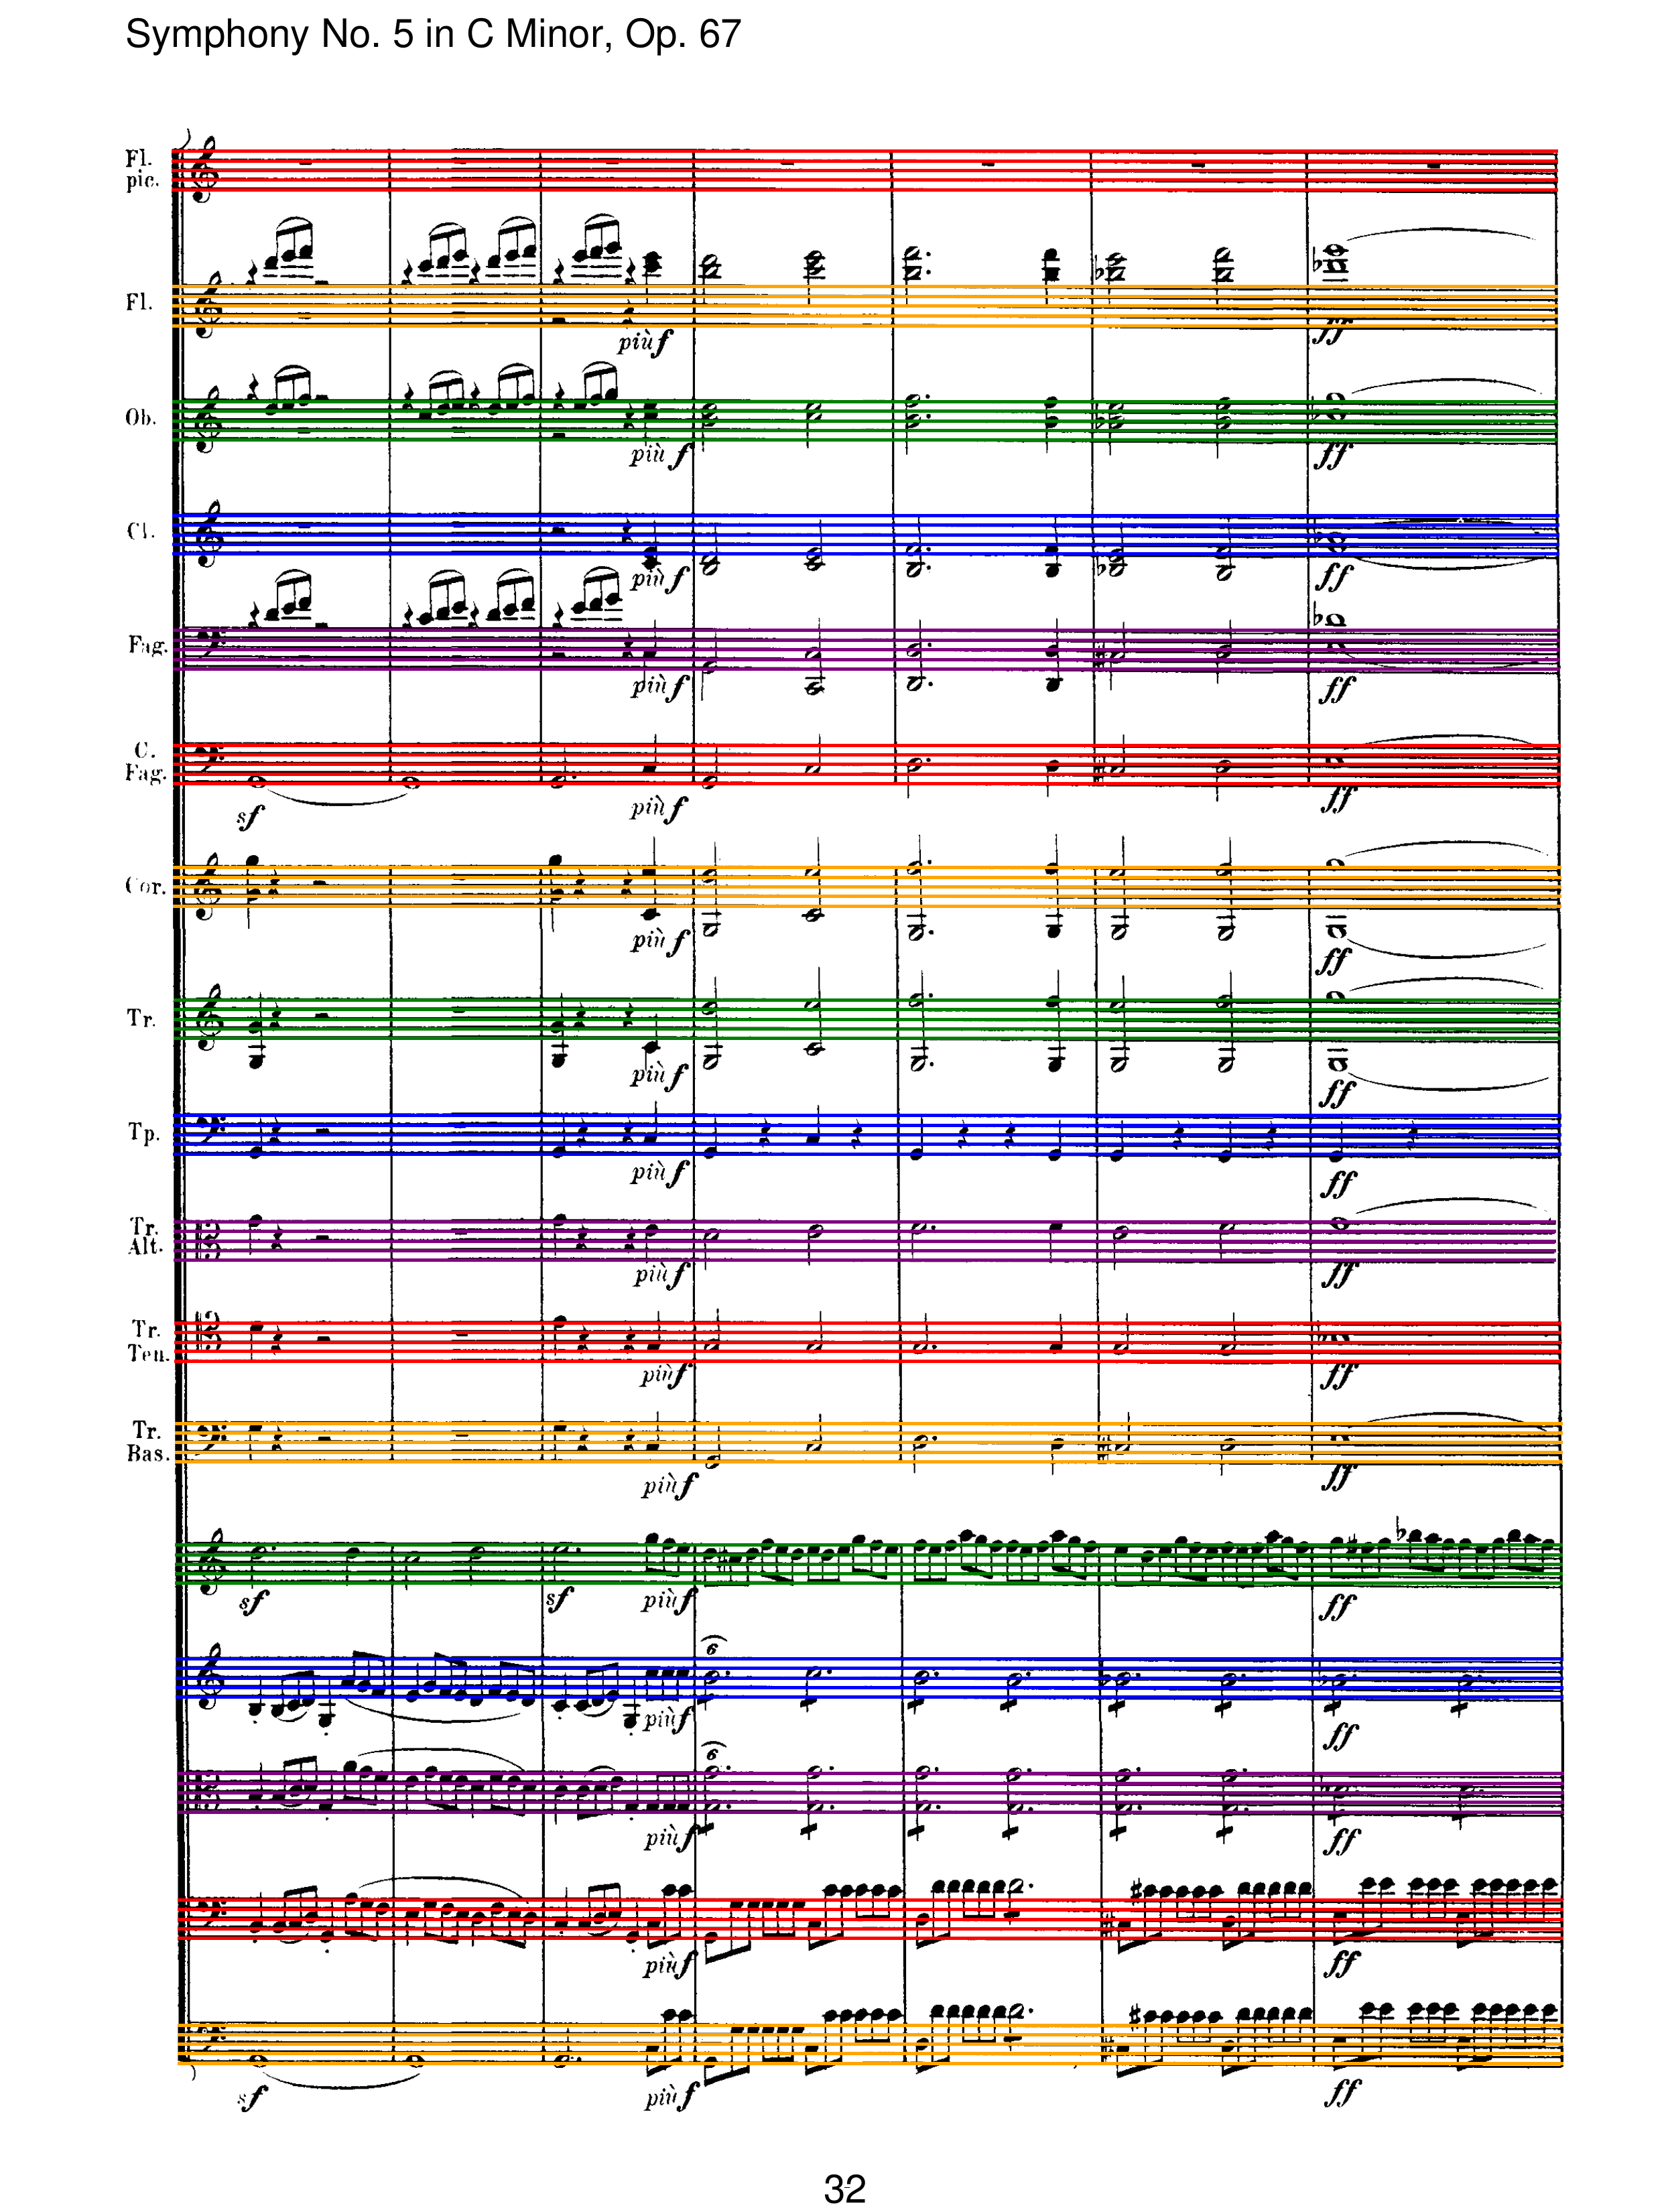 Symphony No. 5 in C Minor, Op. 67
Fl.
pic.
Fl.
ff
più f
Ob.
più f
ff
Cl.
più f
ff
Fag.
più f
ff
C.
Fag.
sf
più f
ff
Cor.
più f
ff
Tr.
più f
ff
Tp.
più f
ff
Tr.
Alt.
più f
ff
Tr.
Ten.
più f
ff
Tr.
Bas.
più f
ff
sf sf più f ff
6
più f
ff
6
più f
ff
più f
ff
sf
più f
ff
32